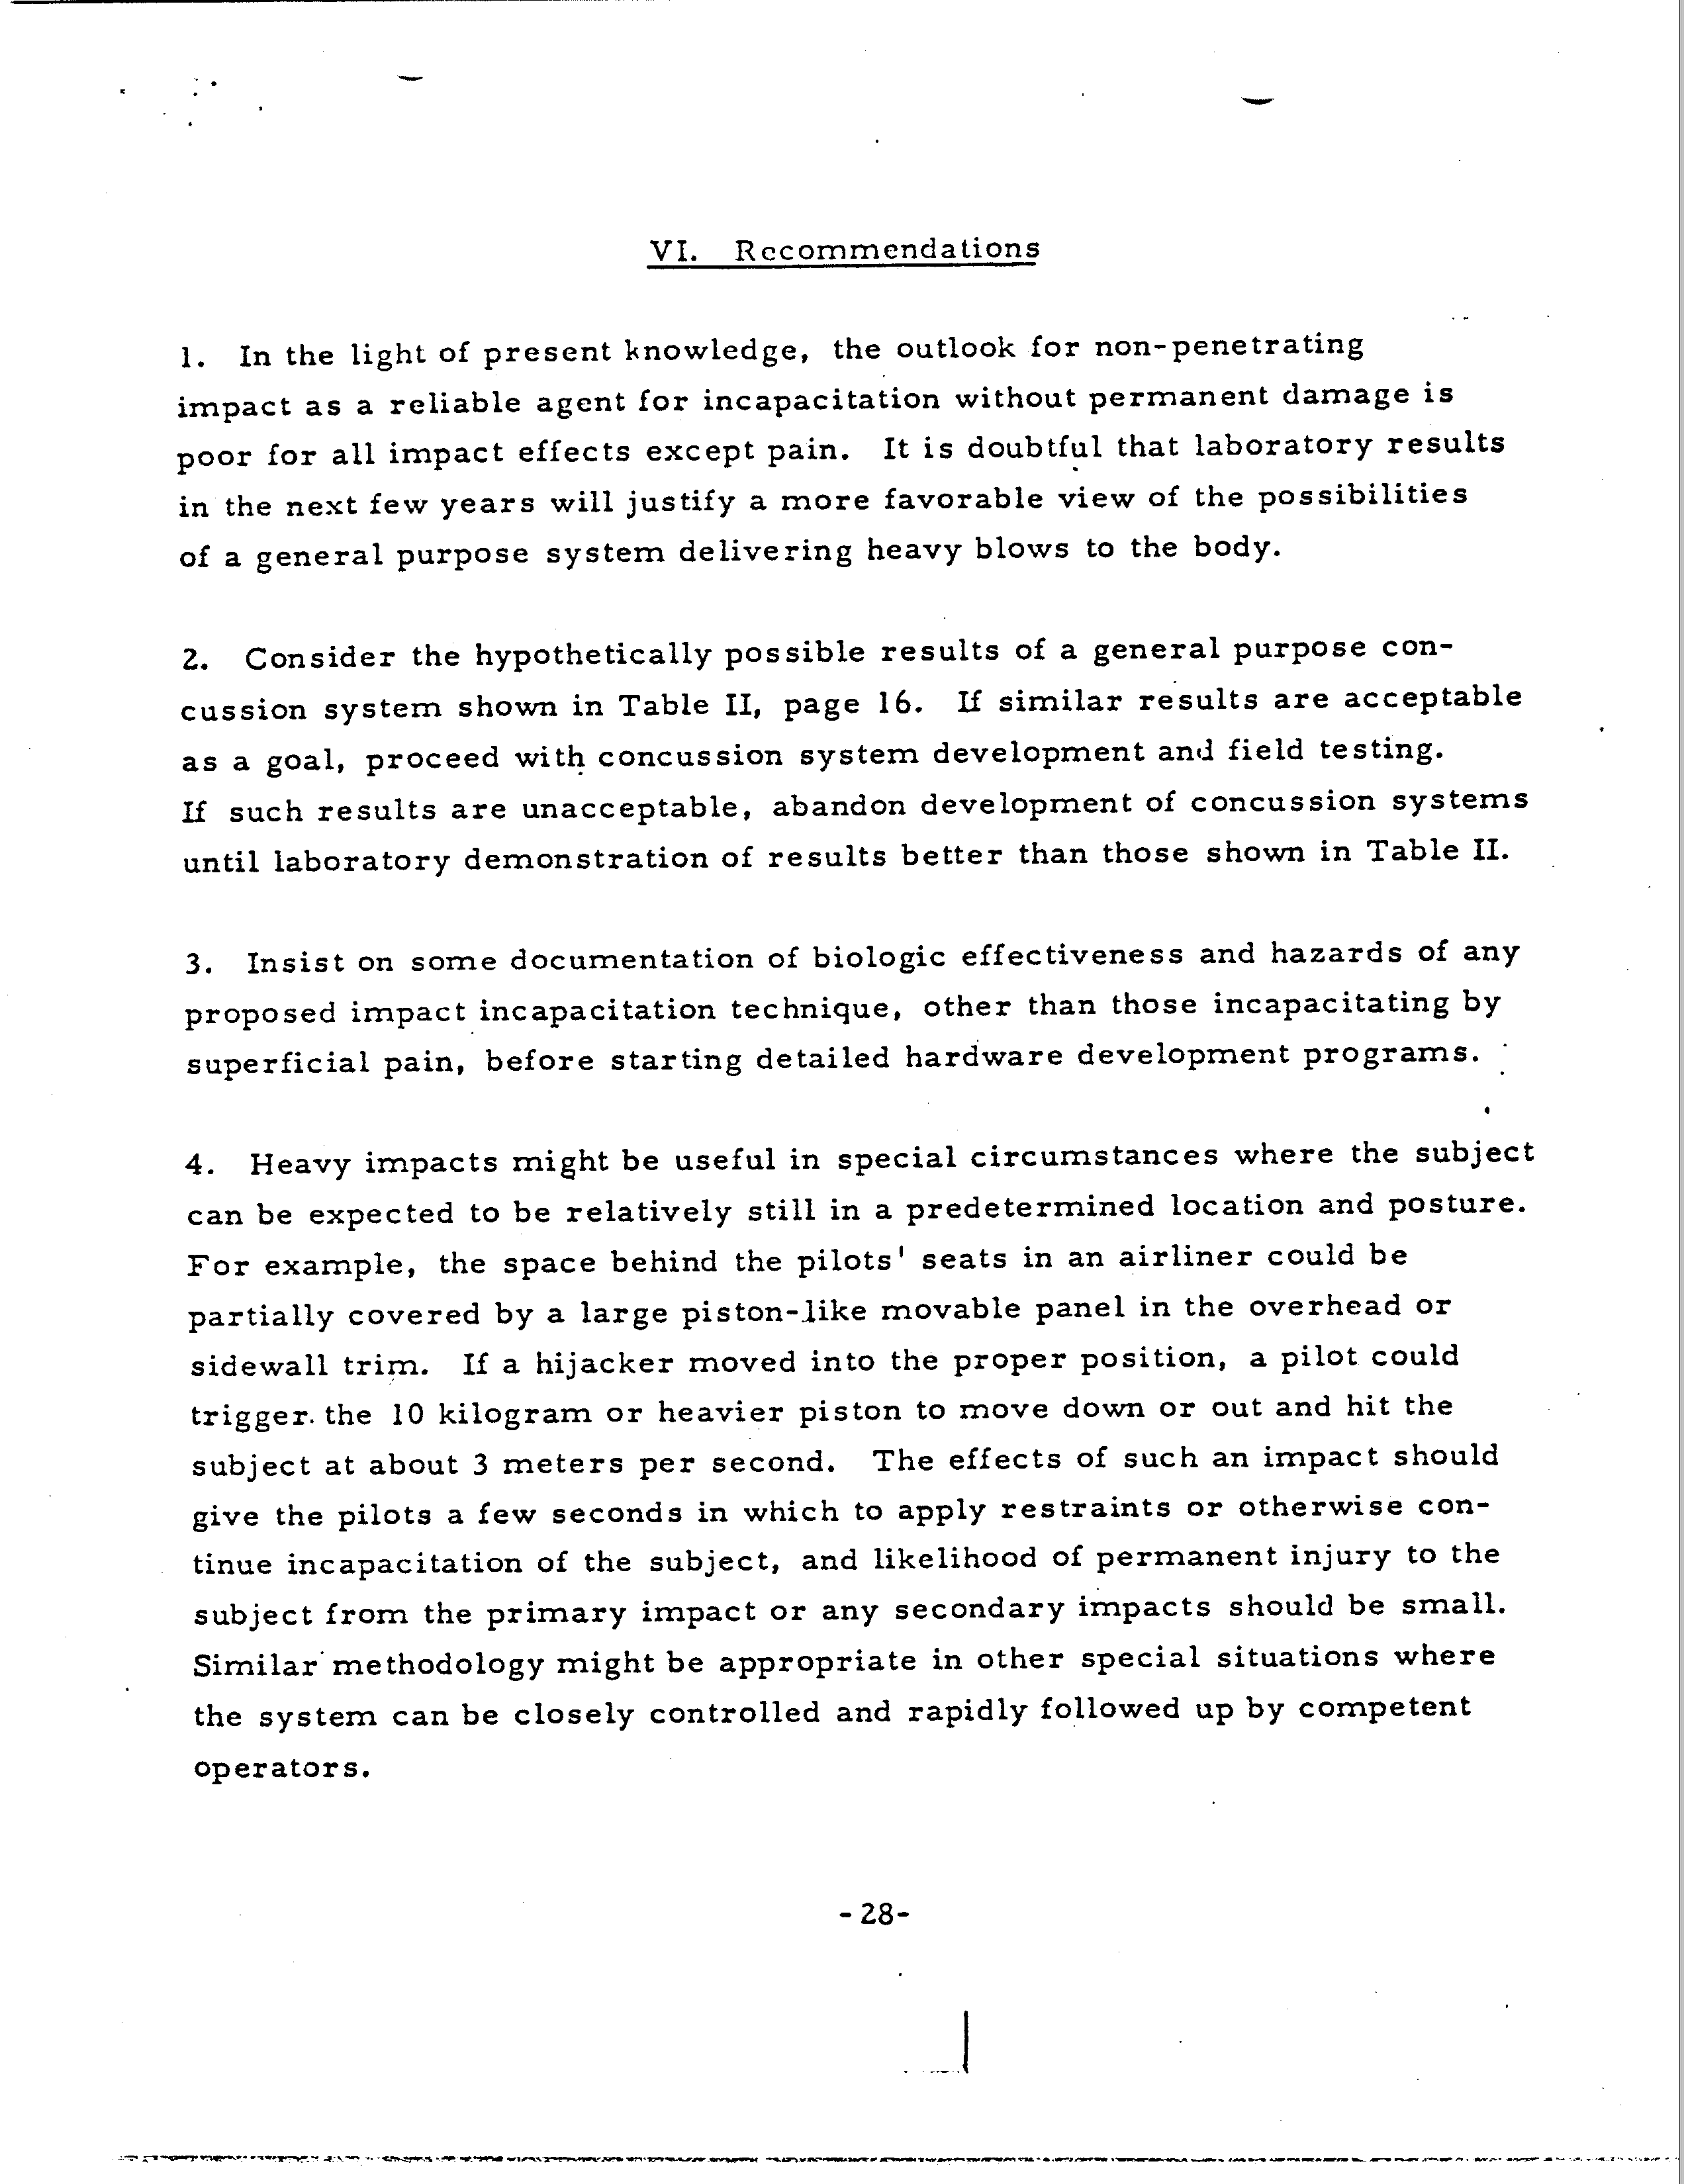 VI. Recommendations
1. In the light of present knowledge, the outlook for non-penetrating
impact as a reliable agent for incapacitation without permanent damage is
poor for all impact effects except pain. It is doubtful that laboratory results
in the next few years will justify a more favorable view of the possibilities
of a general purpose system delivering heavy blows to the body.
2. Consider the hypothetically possible results of a general purpose con-
cussion system shown in Table II, page 16. If similar results are acceptable
as a goal, proceed with concussion system development and field testing.
If such results are unacceptable, abandon development of concussion systems
until laboratory demonstration of results better than those shown in Table II.
3. Insist on some documentation of biologic effectiveness and hazards of any
proposed impact incapacitation technique, other than those incapacitating by
superficial pain, before starting detailed hardware development programs.
4. Heavy impacts might be useful in special circumstances where the subject
can be expected to be relatively still in a predetermined location and posture.
For example, the space behind the pilots' seats in an airliner could be
partially covered by a large piston-like movable panel in the overhead or
sidewall trim. If a hijacker moved into the proper position, a pilot could
trigger the 10 kilogram or heavier piston to move down or out and hit the
subject at about 3 meters per second. The effects of such an impact should
give the pilots a few seconds in which to apply restraints or otherwise con-
tinue incapacitation of the subject, and likelihood of permanent injury to the
subject from the primary impact or any secondary impacts should be small.
Similar methodology might be appropriate in other special situations where
the system can be closely controlled and rapidly followed up by competent
operators.
-28-